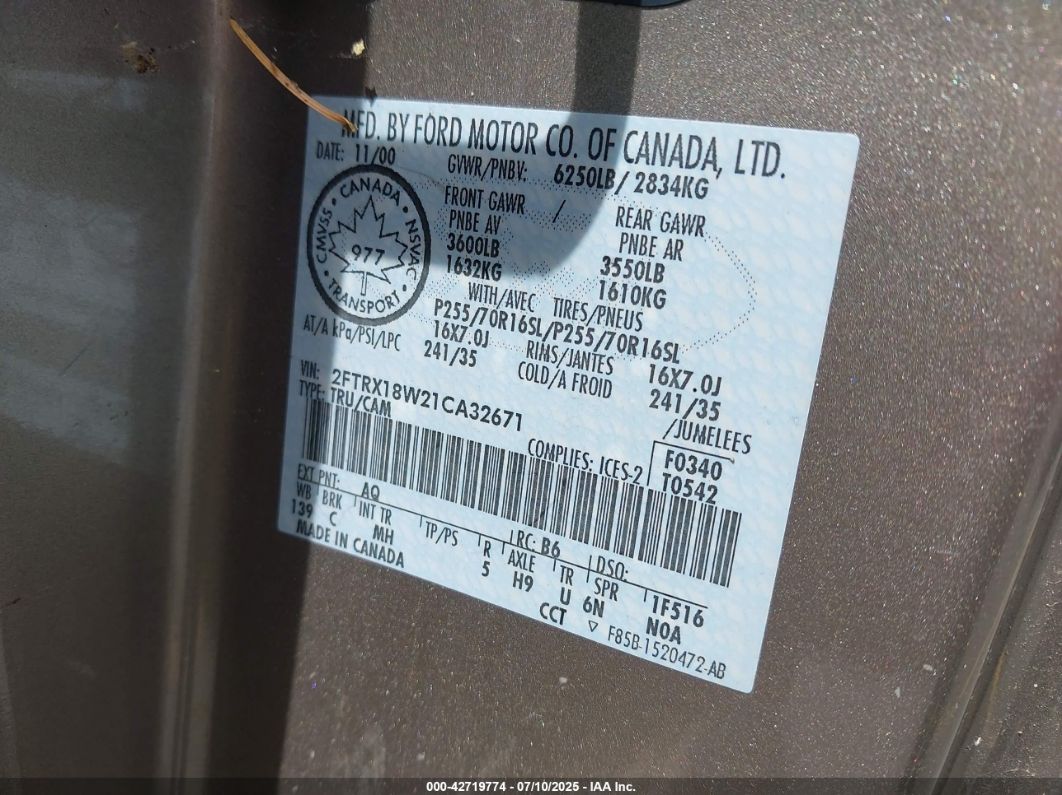 MFD. BY FORD MOTOR CO. OF CANADA, LTD.
DATE: 11/00
GVWR/PNBV: 6250LB/ 2834KG
FRONT GAWR / REAR GAWR
PNBE AV PNBE AR
3600LB 3550LB
1632KG 1610KG
WITH/AVEC TIRES/PNEUS
P255/70R16SL/P255/70R16SL
16X7.0J RIMS/JANTES 16X7.0J
AT/A kPa/PSI/LPC 241/35 COLD/A FROID 241/35
/JUMELEES
CMVSS • CANADA • NSVAC • TRANSPORT •
977
VIN: 2FTRX18W21CA32671
TYPE: TRU/CAM
COMPLIES: ICES-2
F0340
T0542
EXT PNT: AQ RC: B6 DSO:
WB BRK INT TR TP/PS R AXLE TR SPR
139 C MH 5 H9 U 6N 1F516
MADE IN CANADA CCT N0A
▽ F85B-1520472-AB
000-42719774 - 07/10/2025 - IAA Inc.